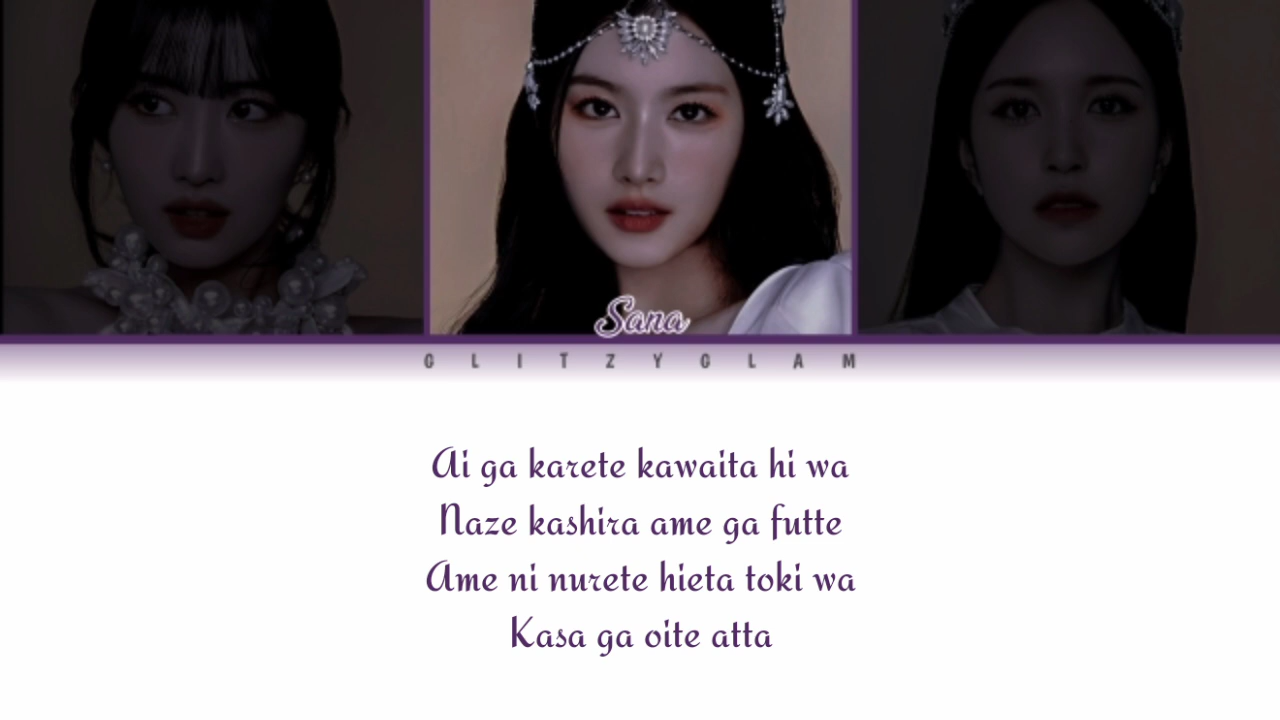 Sana
GLITZYGLAM
Ai ga karete kawaita hi wa
Naze kashira ame ga futte
Ame ni nurete hieta toki wa
Kasa ga oite atta